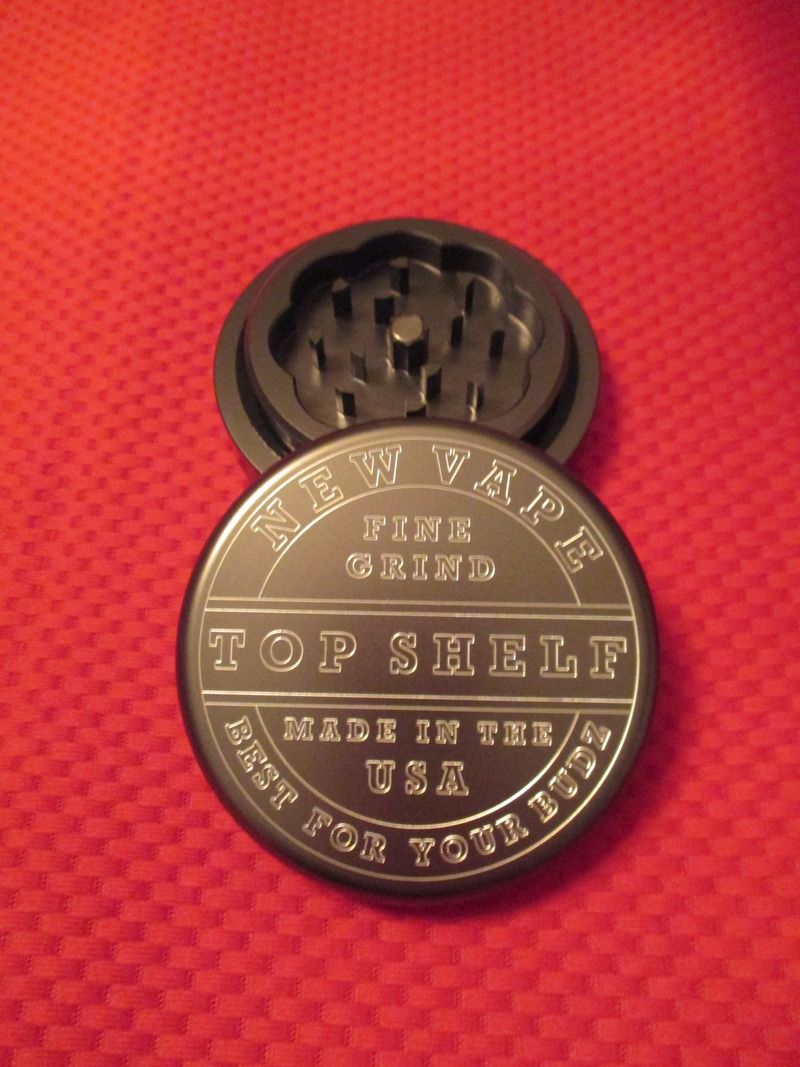 NEW VAPE
FINE
GRIND
TOP SHELF
MADE IN THE
USA
BEST FOR YOUR BUDZ